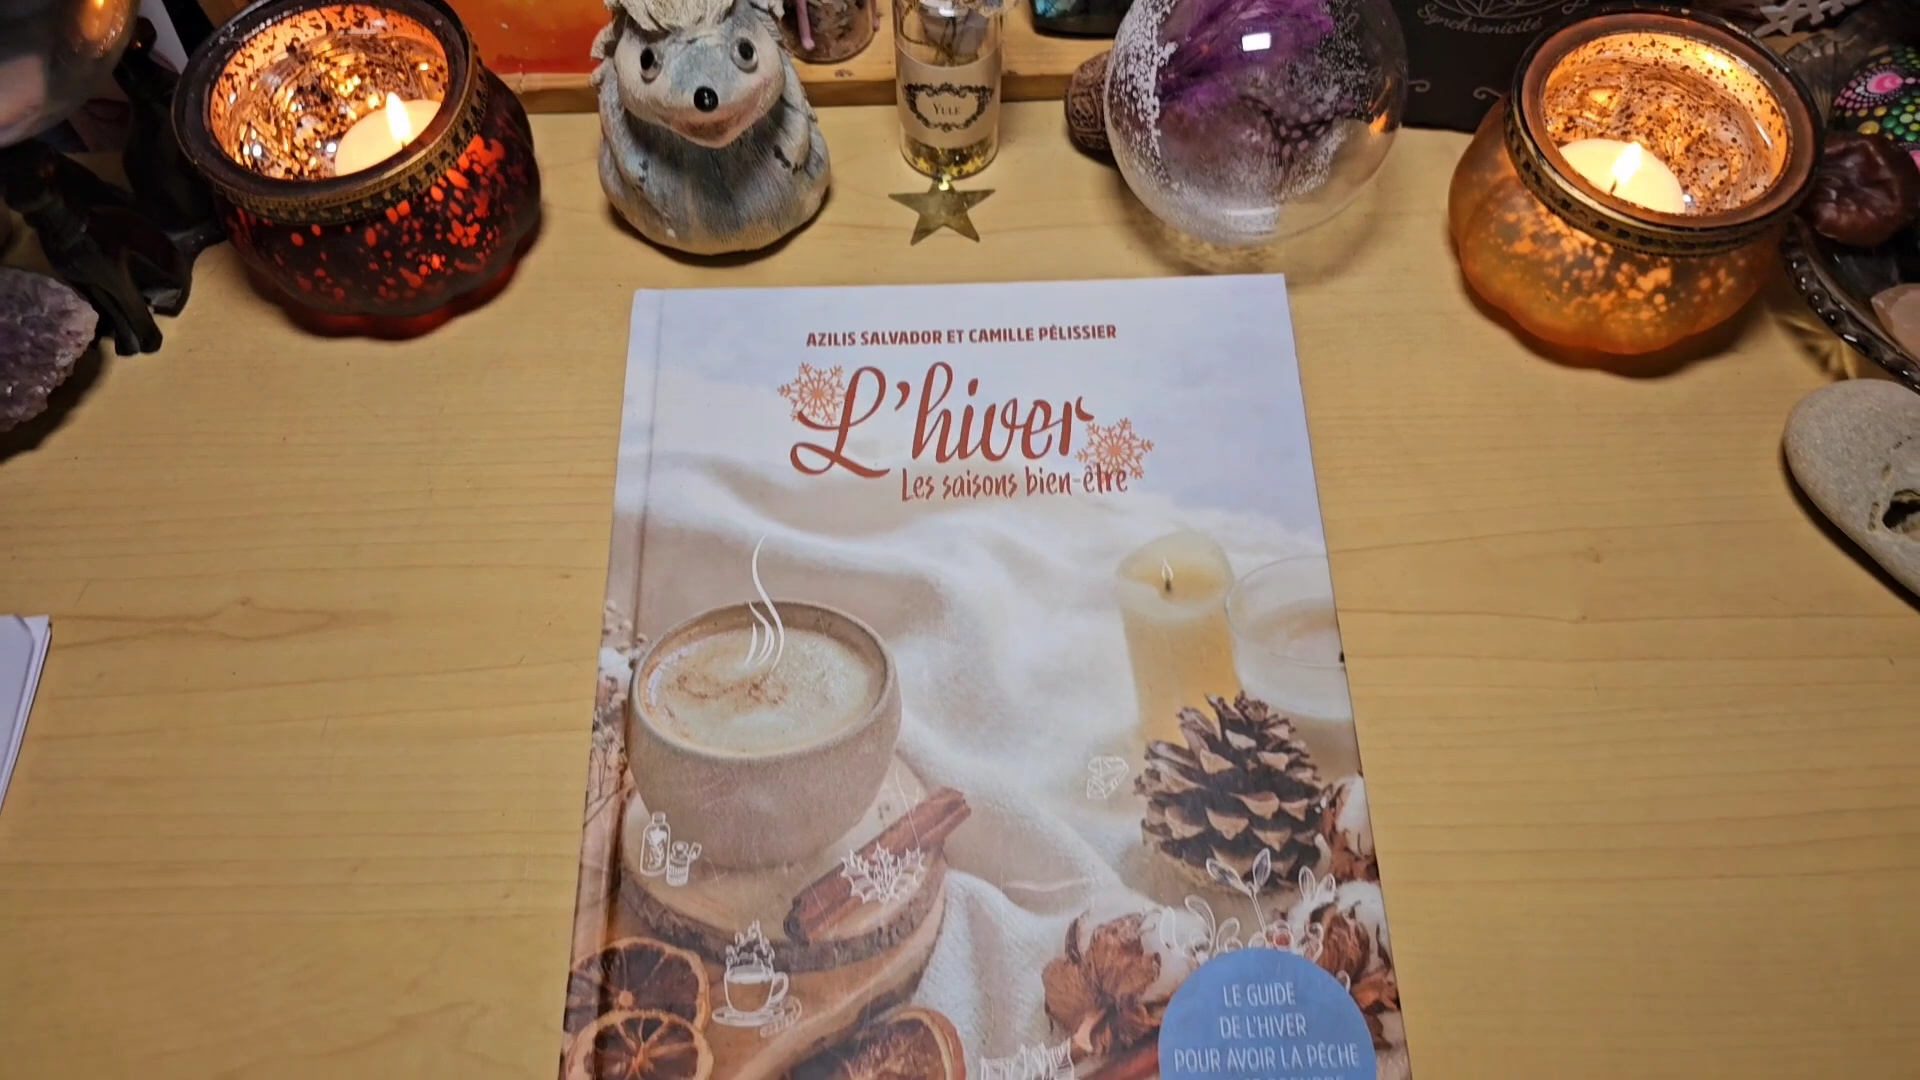 Synchronicité
YULE
AZILIS SALVADOR ET CAMILLE PÉLISSIER
L'hiver
Les saisons bien-être
LE GUIDE
DE L'HIVER
POUR AVOIR LA PÊCHE